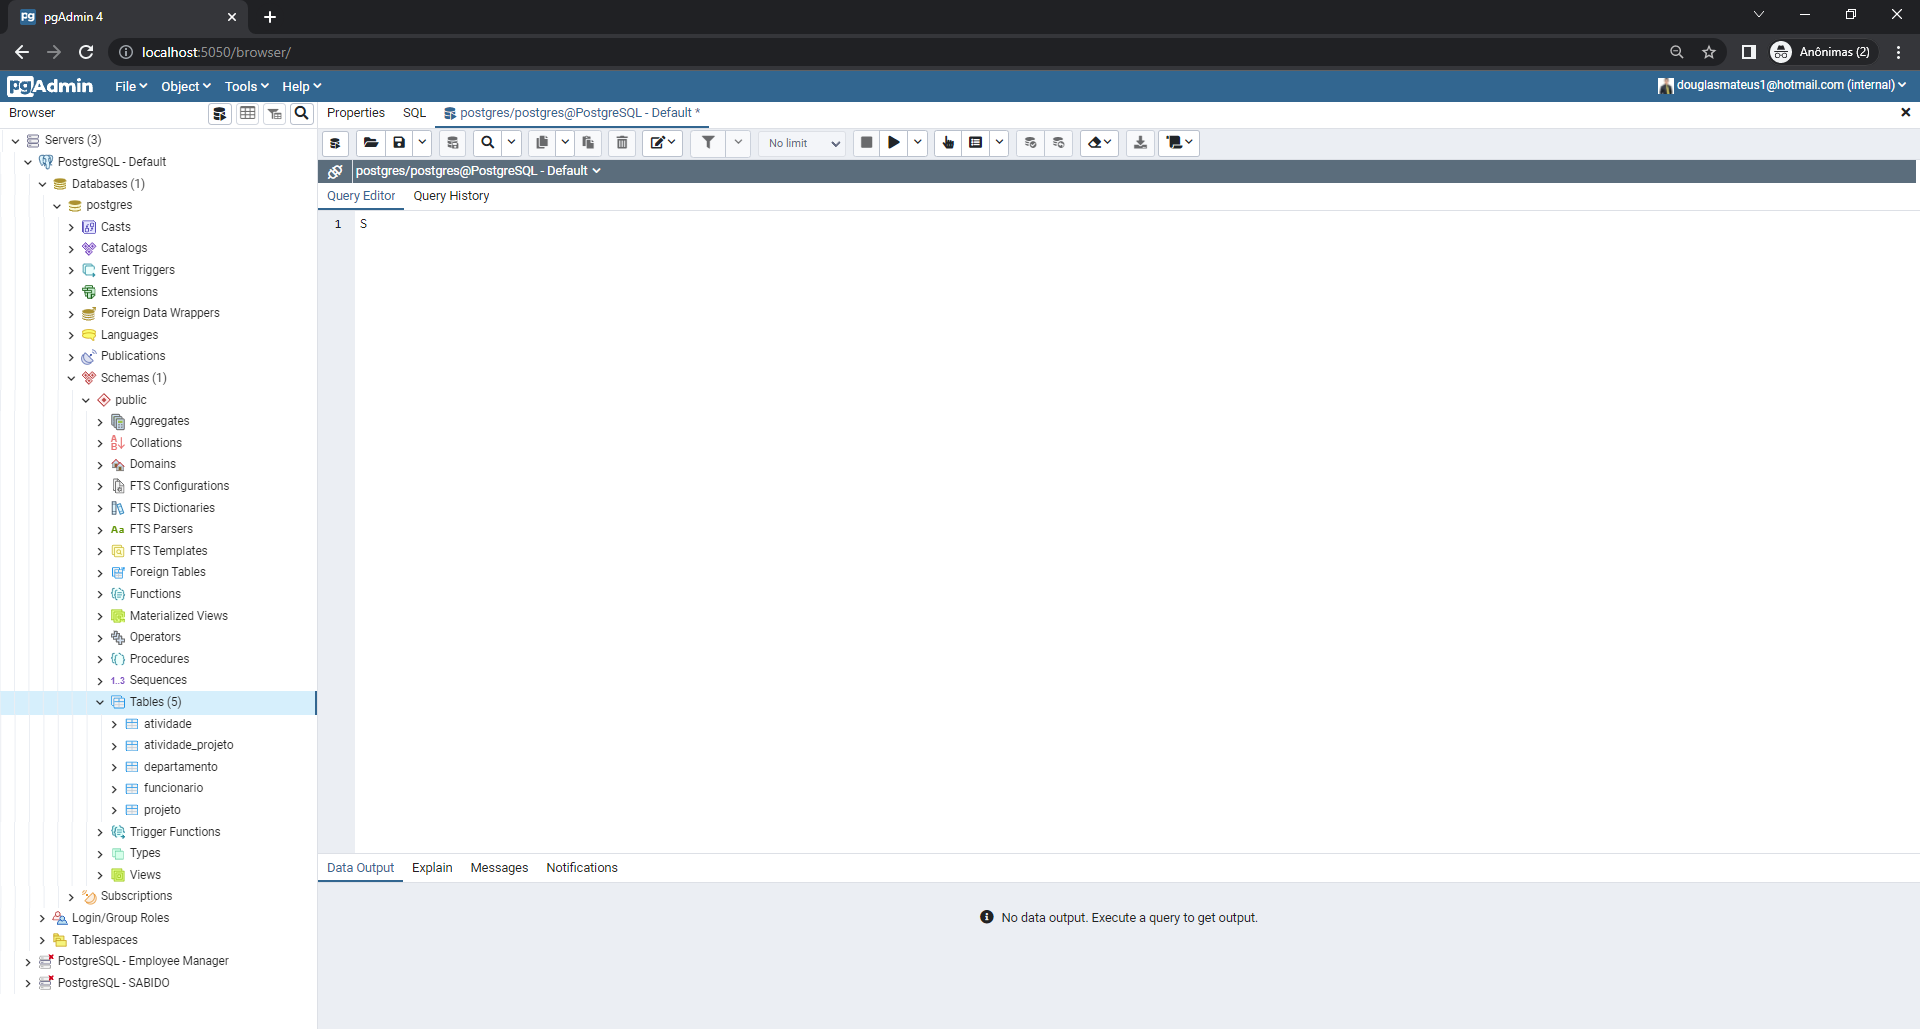 pgAdmin 4
localhost:5050/browser/
Anônimas (2)
pgAdmin File Object Tools Help
douglasmateus1@hotmail.com (internal)
Browser
Properties SQL postgres/postgres@PostgreSQL - Default *
No limit
postgres/postgres@PostgreSQL - Default
Query Editor Query History
1 S
Servers (3)
PostgreSQL - Default
Databases (1)
postgres
Casts
Catalogs
Event Triggers
Extensions
Foreign Data Wrappers
Languages
Publications
Schemas (1)
public
Aggregates
Collations
Domains
FTS Configurations
FTS Dictionaries
Aa FTS Parsers
FTS Templates
Foreign Tables
Functions
Materialized Views
Operators
Procedures
1..3 Sequences
Tables (5)
atividade
atividade_projeto
departamento
funcionario
projeto
Trigger Functions
Types
Views
Subscriptions
Login/Group Roles
Tablespaces
PostgreSQL - Employee Manager
PostgreSQL - SABIDO
Data Output Explain Messages Notifications
No data output. Execute a query to get output.